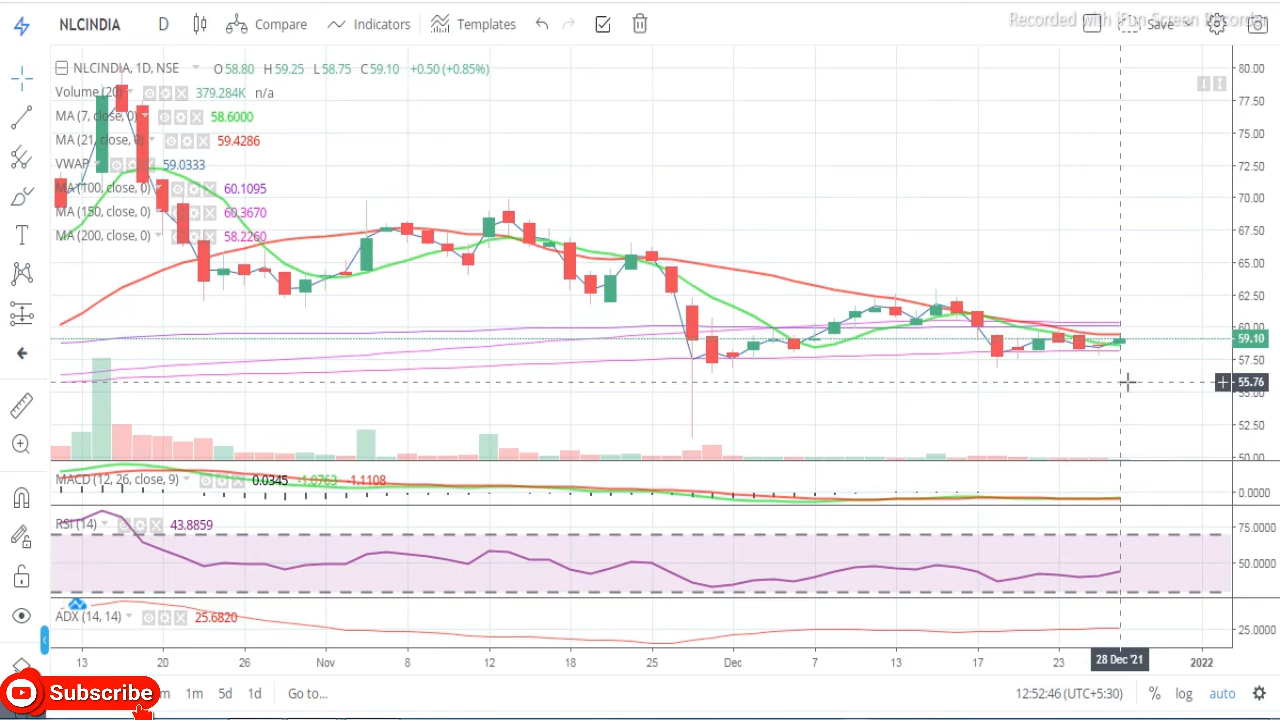 Recorded with iFun Screen Recorder
NLCINDIA D Compare Indicators Templates Save
NLCINDIA, 1D, NSE O 58.80 H 59.25 L 58.75 C 59.10 +0.50 (+0.85%)
Volume (20) 379.284K n/a
MA (7, close, 0) 58.6000
MA (21, close, 0) 59.4286
VWAP 59.0333
MA (100, close, 0) 60.1095
MA (150, close, 0) 60.3670
MA (200, close, 0) 58.2260
80.00
77.50
75.00
72.50
70.00
67.50
65.00
62.50
60.00
59.10
57.50
55.76
52.50
50.00
MACD (12, 26, close, 9) 0.0345 -1.0763 -1.1108
0.0000
RSI (14) 43.8859
75.0000
50.0000
ADX (14, 14) 25.6820
25.0000
13 20 26 Nov 8 12 18 25 Dec 7 13 17 23 28 Dec '21 2022
Subscribe
1m 5d 1d Go to... 12:52:46 (UTC+5:30) % log auto